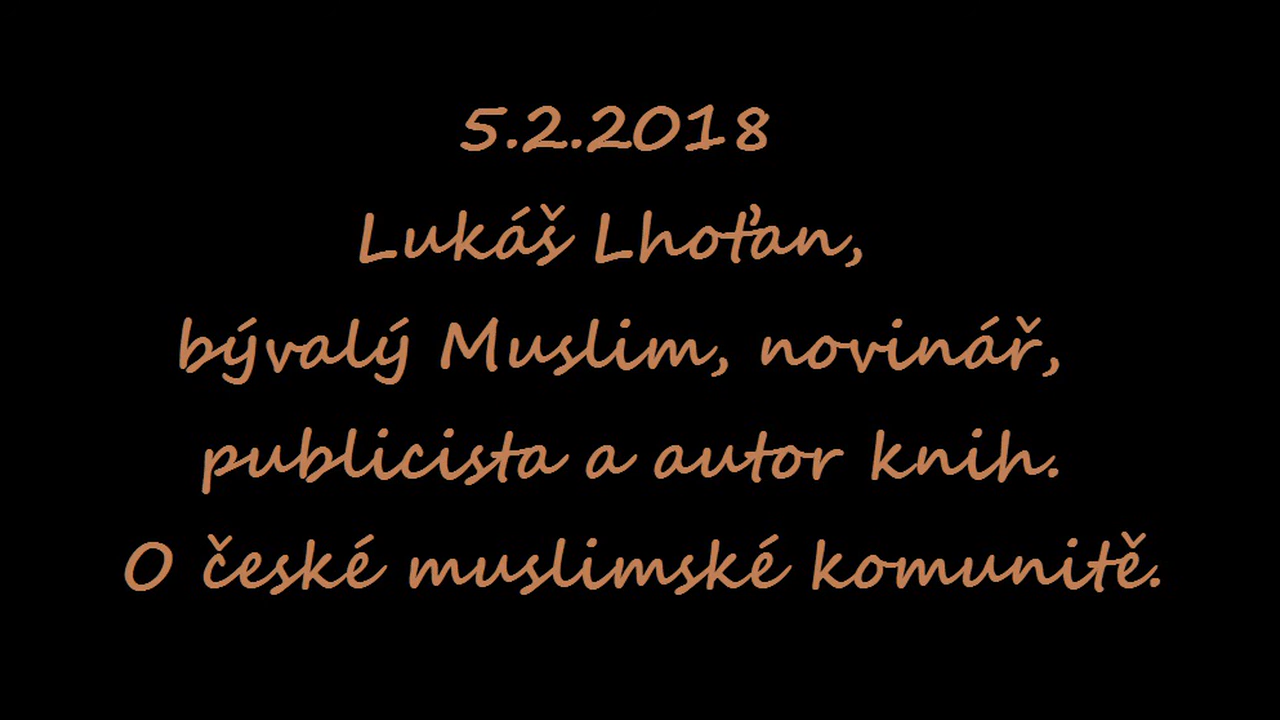 5.2.2018
Lukáš Lhoťan,
bývalý Muslim, novinář,
publicista a autor knih.
O české muslimské komunitě.